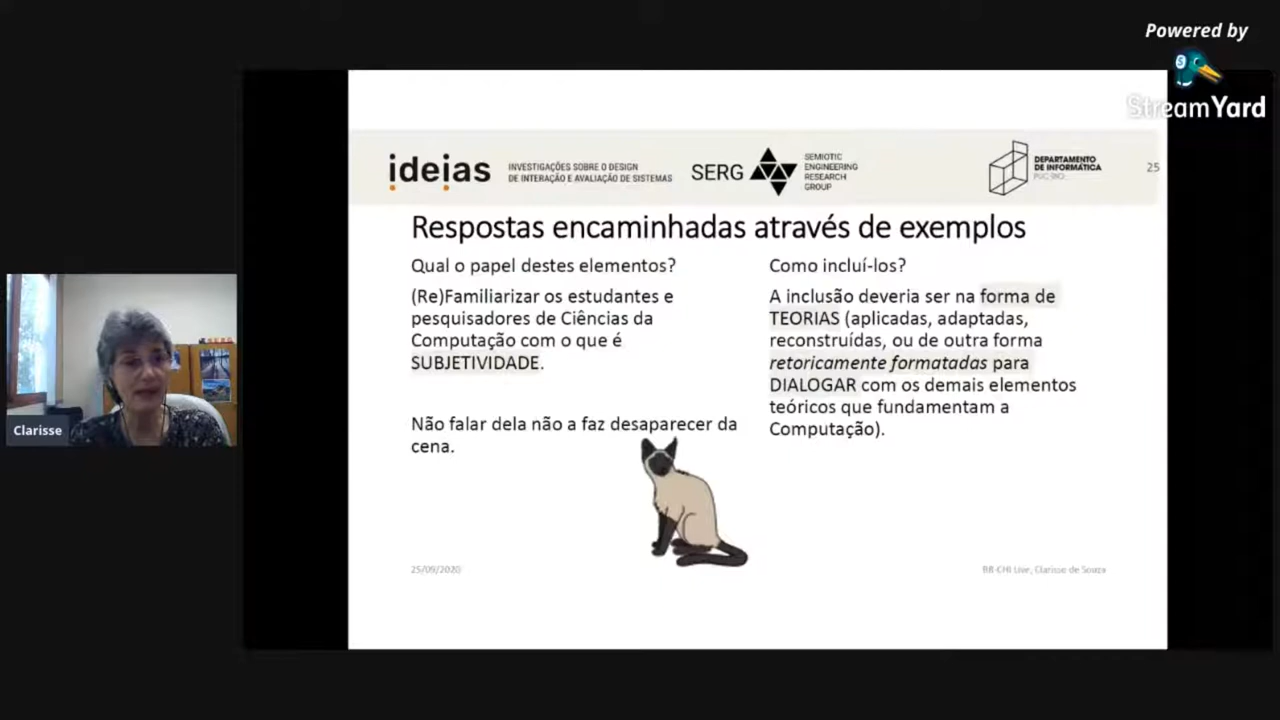 Powered by
StreamYard
ideias
INVESTIGAÇÕES SOBRE O DESIGN
DE INTERAÇÃO E AVALIAÇÃO DE SISTEMAS
SERG
SEMIOTIC
ENGINEERING
RESEARCH
GROUP
DEPARTAMENTO
DE INFORMÁTICA
PUC-RIO
25
Respostas encaminhadas através de exemplos
Qual o papel destes elementos?
(Re)Familiarizar os estudantes e
pesquisadores de Ciências da
Computação com o que é
SUBJETIVIDADE.
Não falar dela não a faz desaparecer da
cena.
Como incluí-los?
A inclusão deveria ser na forma de
TEORIAS (aplicadas, adaptadas,
reconstruídas, ou de outra forma
retoricamente formatadas para
DIALOGAR com os demais elementos
teóricos que fundamentam a
Computação).
25/09/2020
BR-CHI Live, Clarisse de Souza
Clarisse